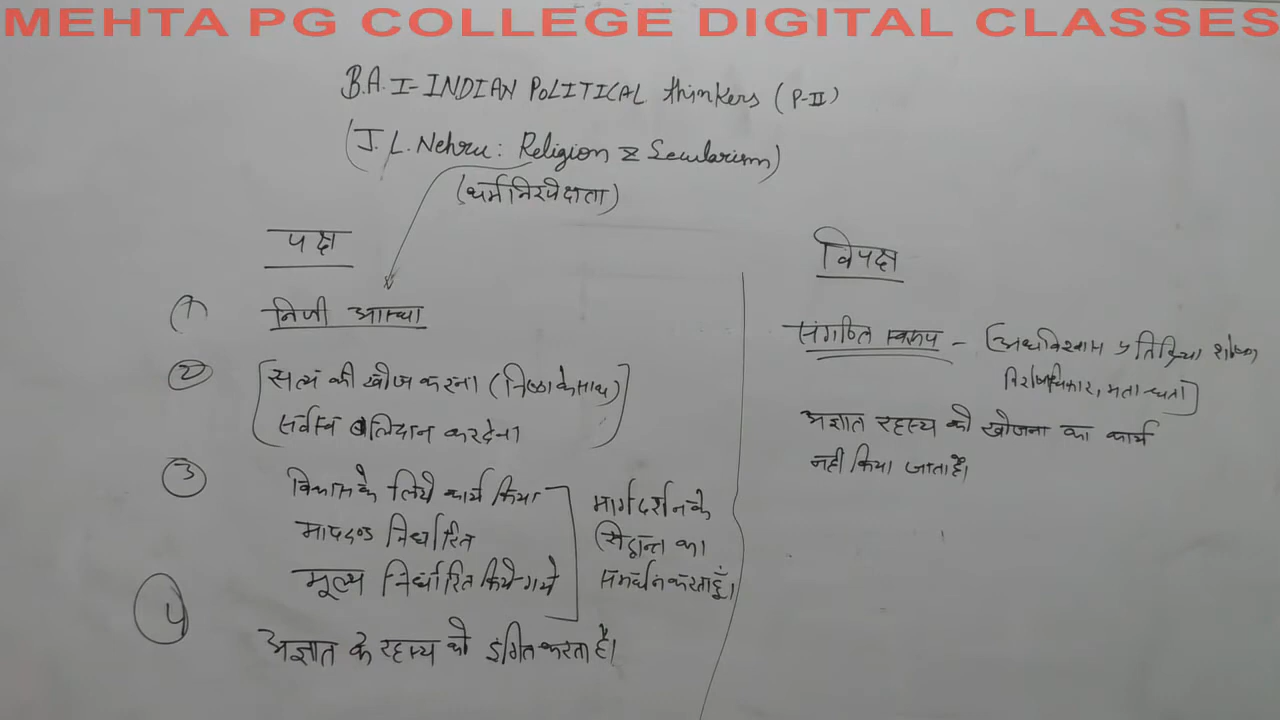 MEHTA PG COLLEGE DIGITAL CLASSES
B.A. I- INDIAN POLITICAL thinkers (P-II)
(J. L. Nehru: Religion & Secularism)
(धर्मनिरपेक्षता)
पक्ष
1 निजी आस्था
2 सत्य की खोज करना (निष्ठा के साथ)
सर्वस्व बलिदान कर देना
3 विकास के लिये कार्य किया
मापदण्ड निर्धारित
मूल्य निर्धारित किये गये
मार्गदर्शन के
सिद्धान्त का
समर्थन करता हूँ।
4 अज्ञात के रहस्य को इंगित करता है।
विपक्ष
संगठित स्वरूप - (अंधविश्वास प्रतिक्रिया शोषण
मतान्धता)
अज्ञात रहस्य को खोजना का कार्य
नही किया जाता है।